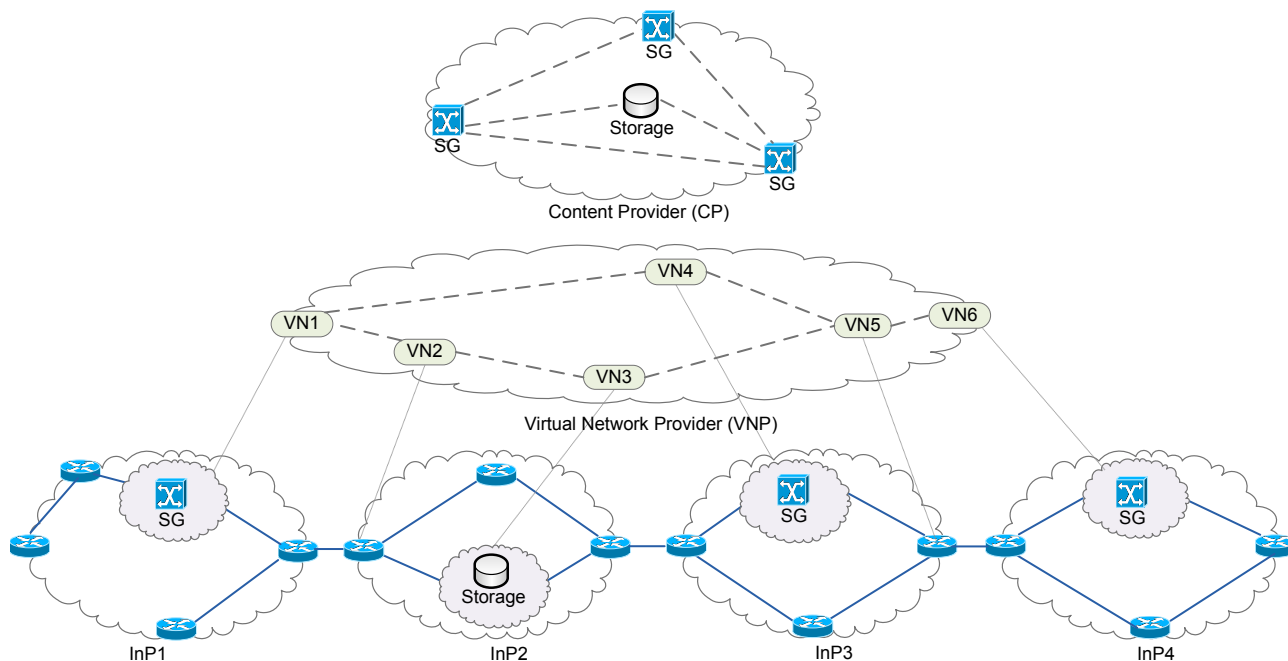 SG
Storage
SG
SG
Content Provider (CP)
VN4
VN1
VN6
VN5
VN2
VN3
Virtual Network Provider (VNP)
SG
SG
SG
Storage
InP1
InP2
InP3
InP4